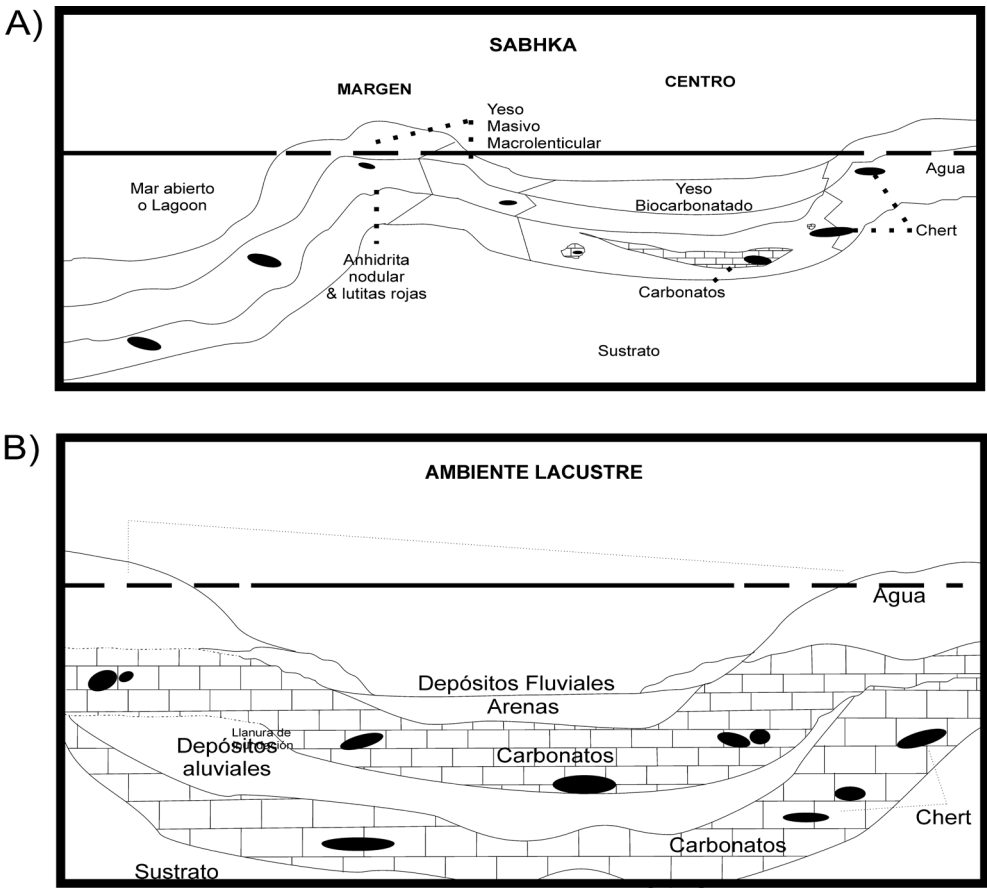 A)
SABHKA
MARGEN
CENTRO
Yeso
Masivo
Macrolenticular
Mar abierto
o Lagoon
Yeso
Biocarbonatado
Agua
Chert
Anhidrita
nodular
& lutitas rojas
Carbonatos
Sustrato
B)
AMBIENTE LACUSTRE
Agua
Depósitos Fluviales
Arenas
Llanura de
inundación
Depósitos
aluviales
Carbonatos
Carbonatos
Chert
Sustrato